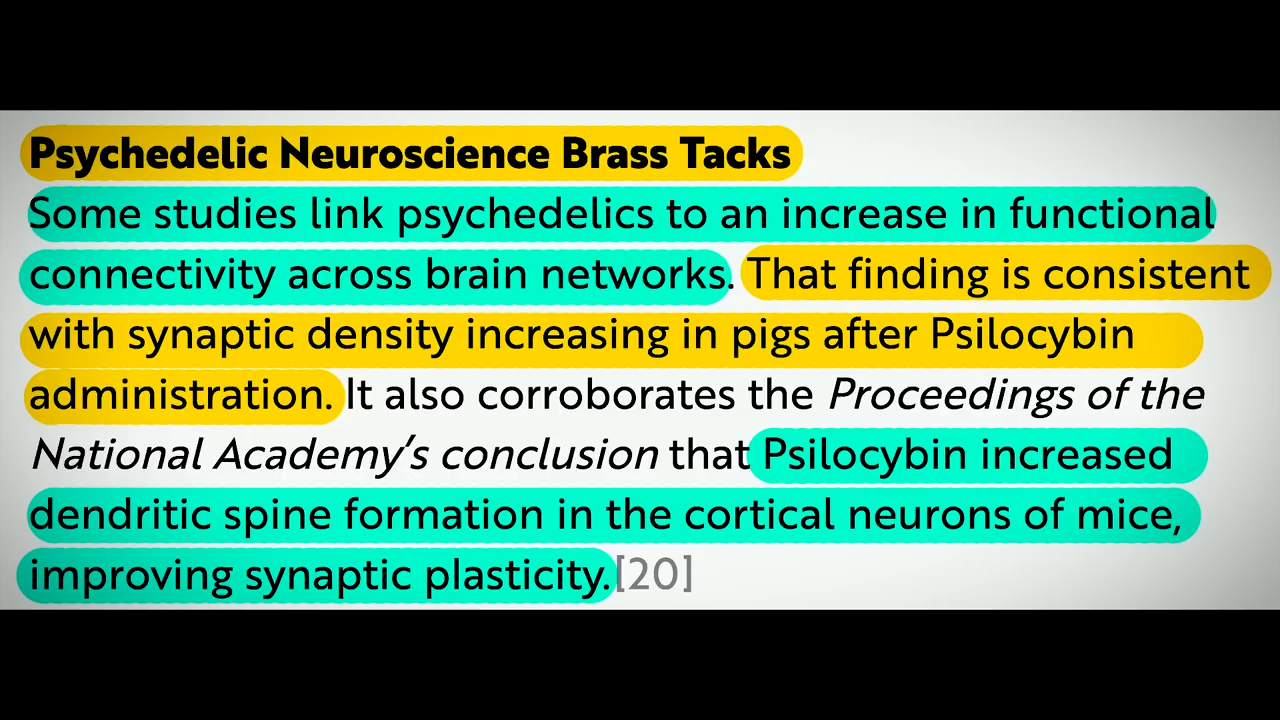 Psychedelic Neuroscience Brass Tacks
Some studies link psychedelics to an increase in functional
connectivity across brain networks. That finding is consistent
with synaptic density increasing in pigs after Psilocybin
administration. It also corroborates the Proceedings of the
National Academy’s conclusion that Psilocybin increased
dendritic spine formation in the cortical neurons of mice,
improving synaptic plasticity.[20]